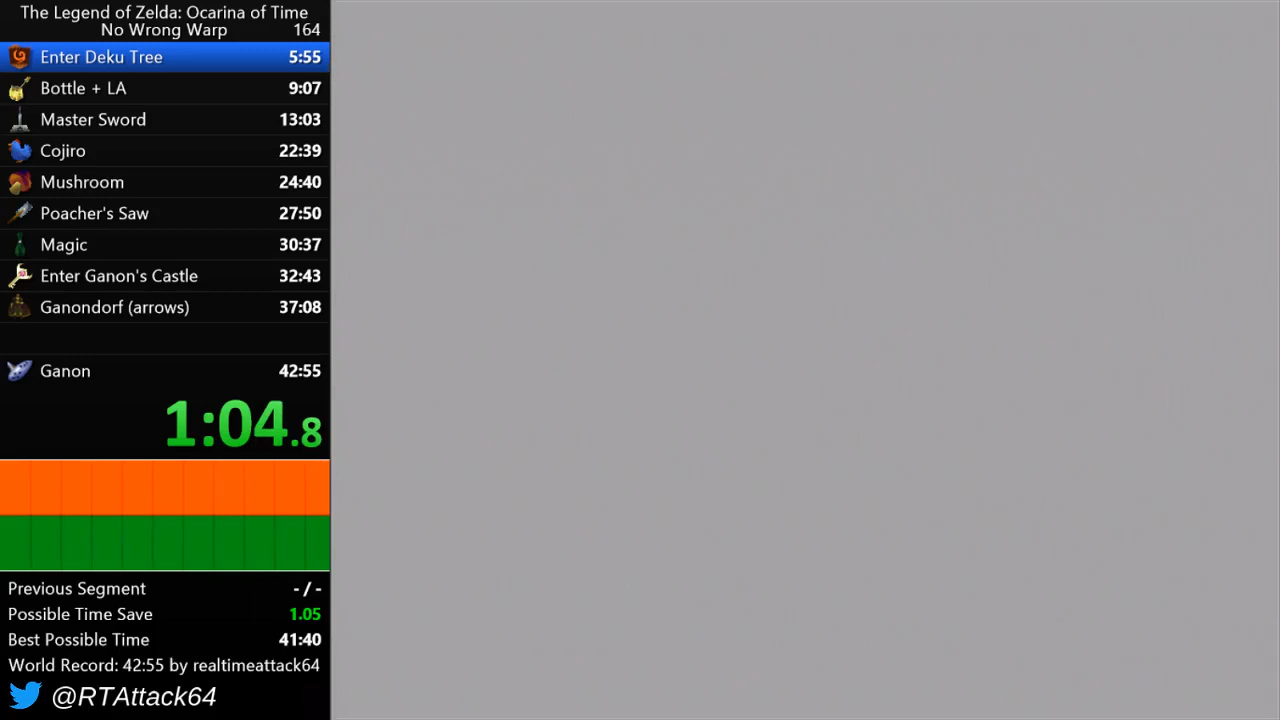 The Legend of Zelda: Ocarina of Time
No Wrong Warp 164
Enter Deku Tree 5:55
Bottle + LA 9:07
Master Sword 13:03
Cojiro 22:39
Mushroom 24:40
Poacher's Saw 27:50
Magic 30:37
Enter Ganon's Castle 32:43
Ganondorf (arrows) 37:08
Ganon 42:55
1:04.8
Previous Segment - / -
Possible Time Save 1.05
Best Possible Time 41:40
World Record: 42:55 by realtimeattack64
@RTAttack64